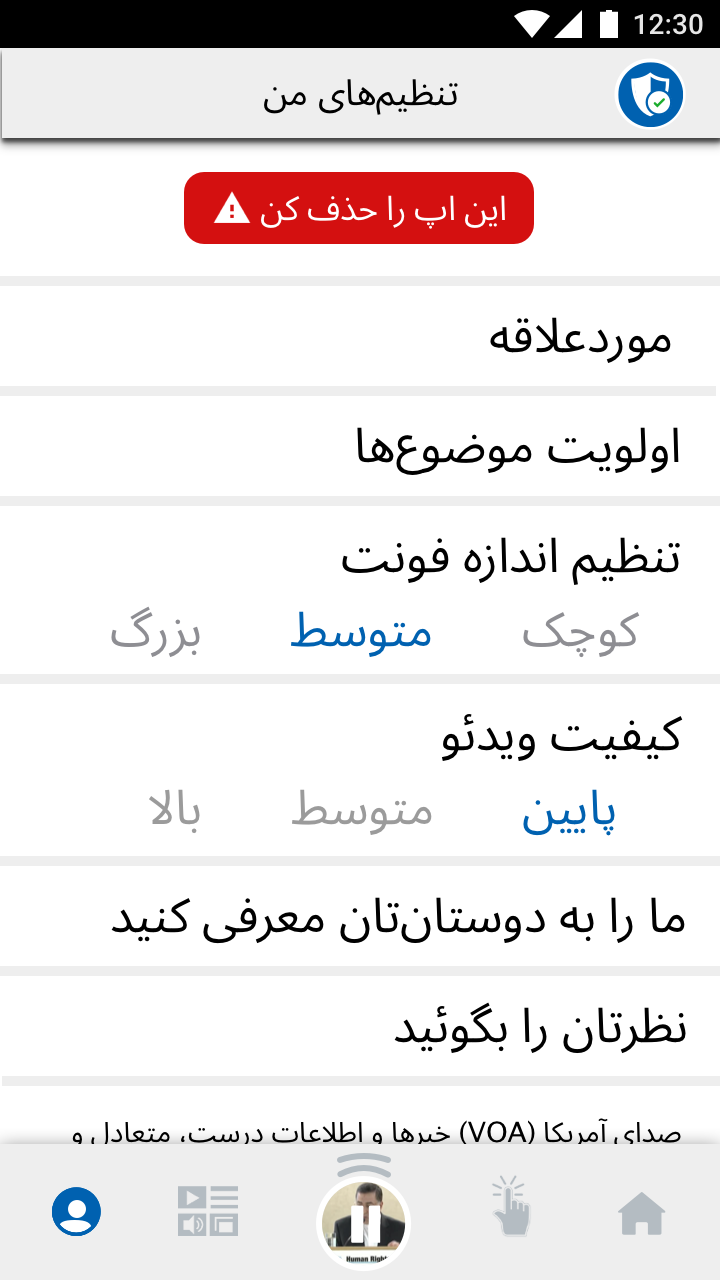 12:30
تنظیم‌های من
این اپ را حذف کن
موردعلاقه
اولویت موضوع‌ها
تنظیم اندازه فونت
کوچک متوسط بزرگ
کیفیت ویدئو
پایین متوسط بالا
ما را به دوستان‌تان معرفی کنید
نظرتان را بگوئید
صدای آمریکا (VOA) خبرها و اطلاعات درست، متعادل و
Human Right